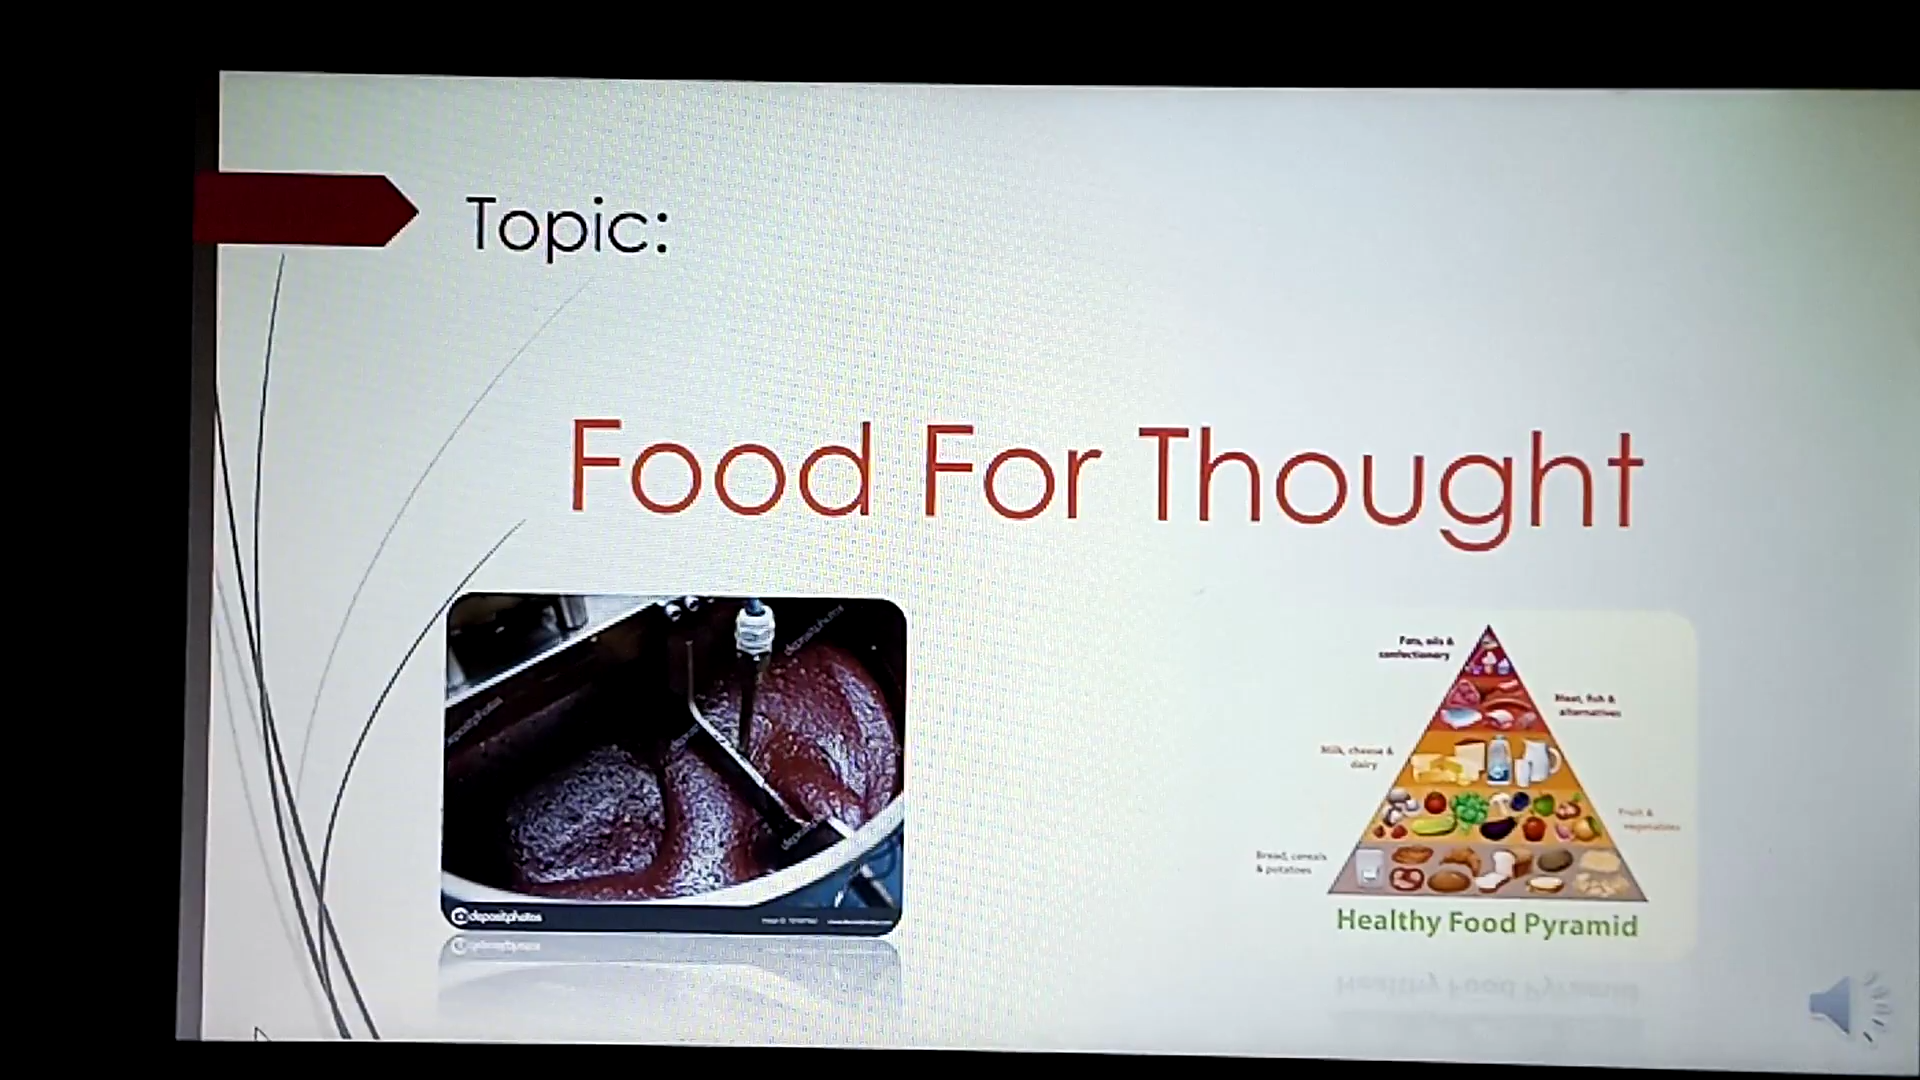 Topic:
Food For Thought
Fats, oils &
confectionery
Meat, fish &
alternatives
Milk, cheese &
dairy
Fruit &
vegetables
Bread, cereals
& potatoes
Healthy Food Pyramid
depositphotos